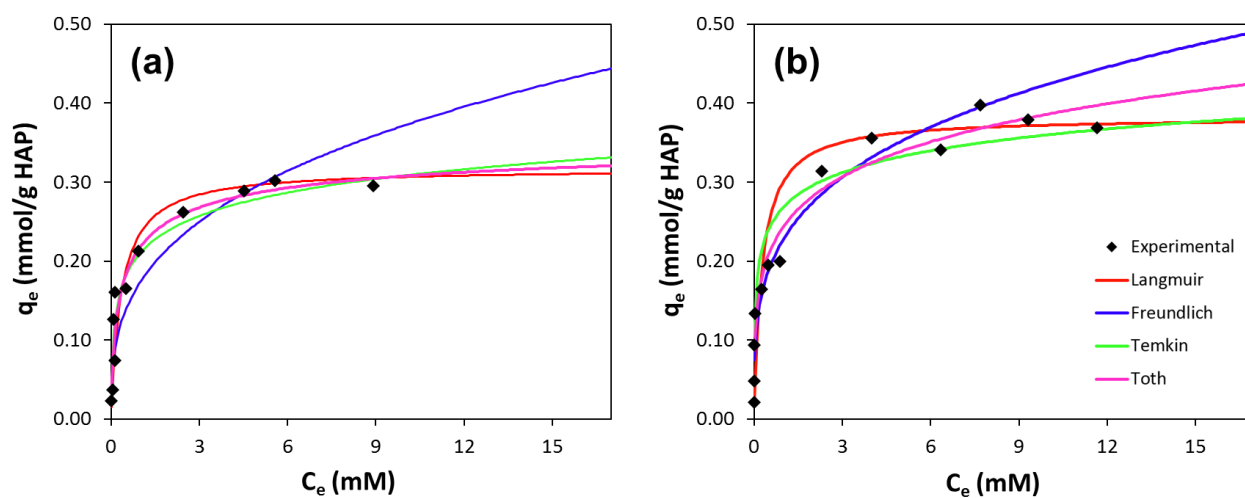 (a)
0.50
0.40
0.30
0.20
0.10
0.00
0 3 6 9 12 15
qe (mmol/g HAP)
Ce (mM)
(b)
0.50
0.40
0.30
0.20
0.10
0.00
0 3 6 9 12 15
qe (mmol/g HAP)
Ce (mM)
Experimental
Langmuir
Freundlich
Temkin
Toth